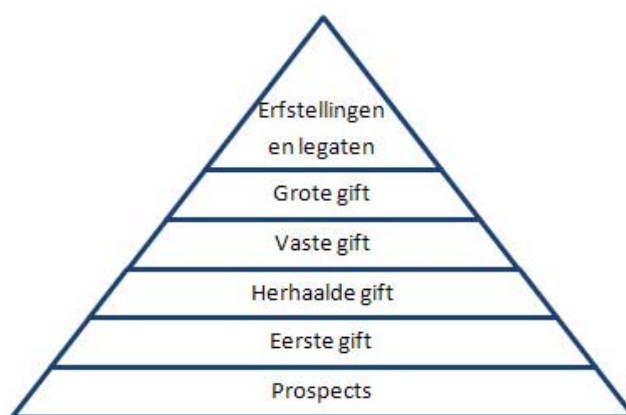 Erfstellingen
en legaten
Grote gift
Vaste gift
Herhaalde gift
Eerste gift
Prospects